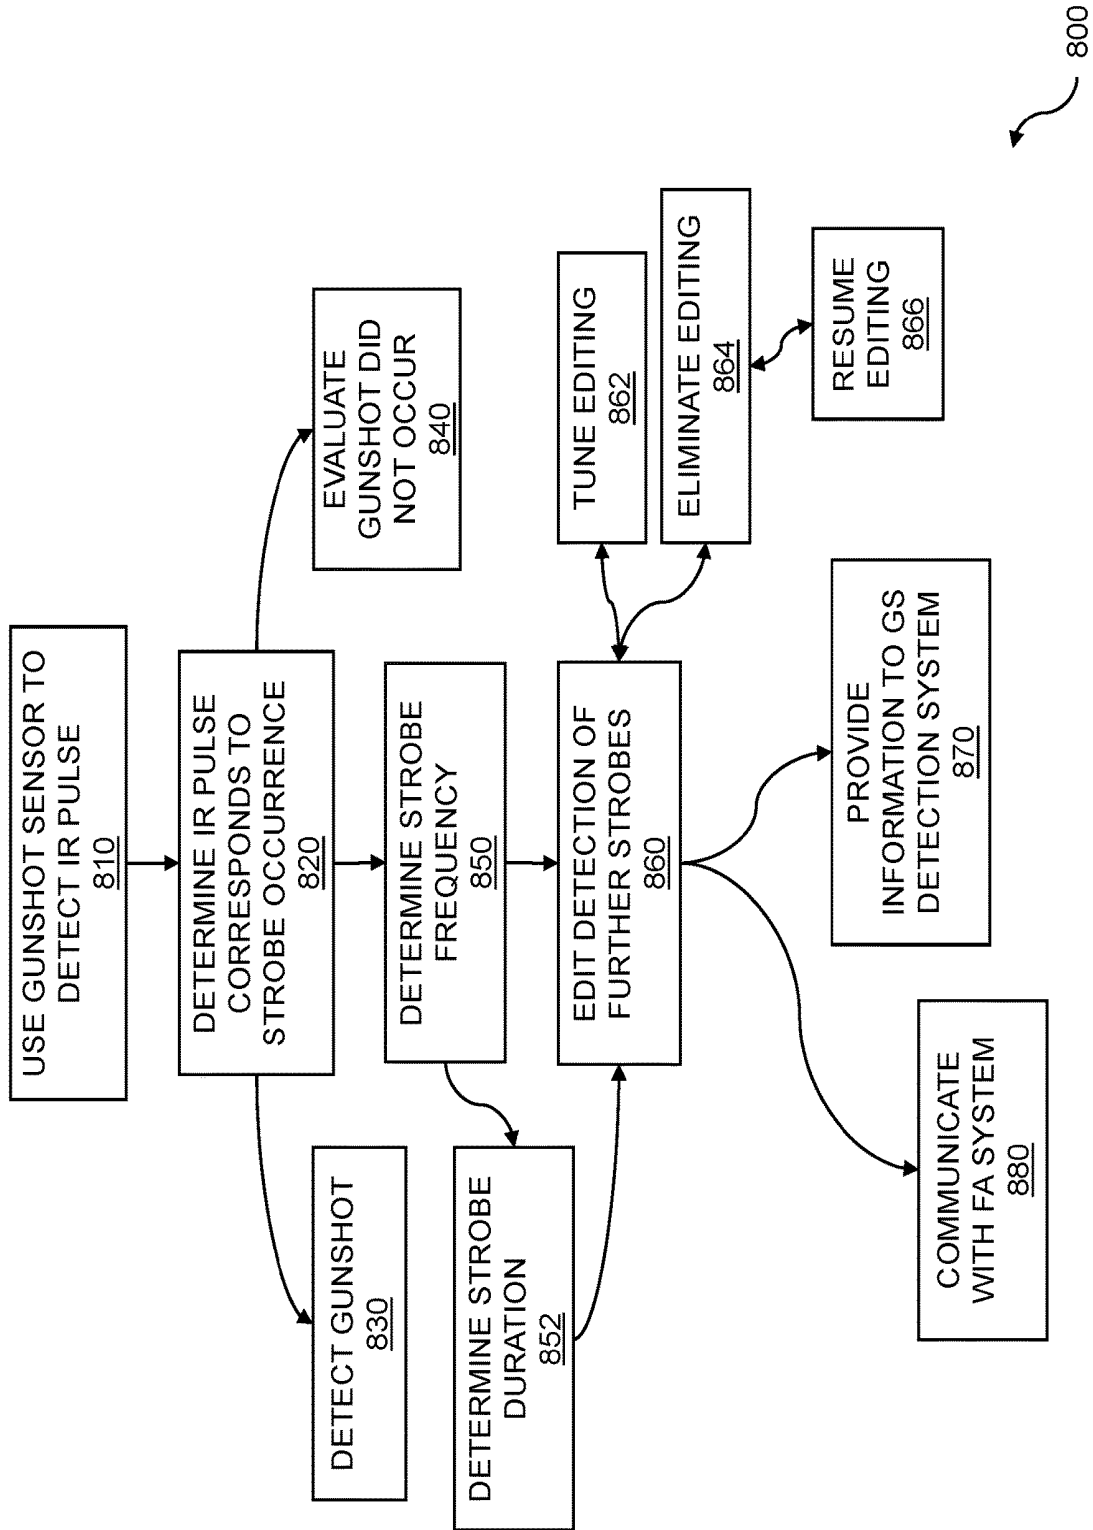 USE GUNSHOT SENSOR TO
DETECT IR PULSE
810
DETERMINE IR PULSE
CORRESPONDS TO
STROBE OCCURRENCE
820
DETECT GUNSHOT
830
EVALUATE
GUNSHOT DID
NOT OCCUR
840
DETERMINE STROBE
FREQUENCY
850
DETERMINE STROBE
DURATION
852
EDIT DETECTION OF
FURTHER STROBES
860
TUNE EDITING
862
ELIMINATE EDITING
864
RESUME
EDITING
866
PROVIDE
INFORMATION TO GS
DETECTION SYSTEM
870
COMMUNICATE
WITH FA SYSTEM
880
800